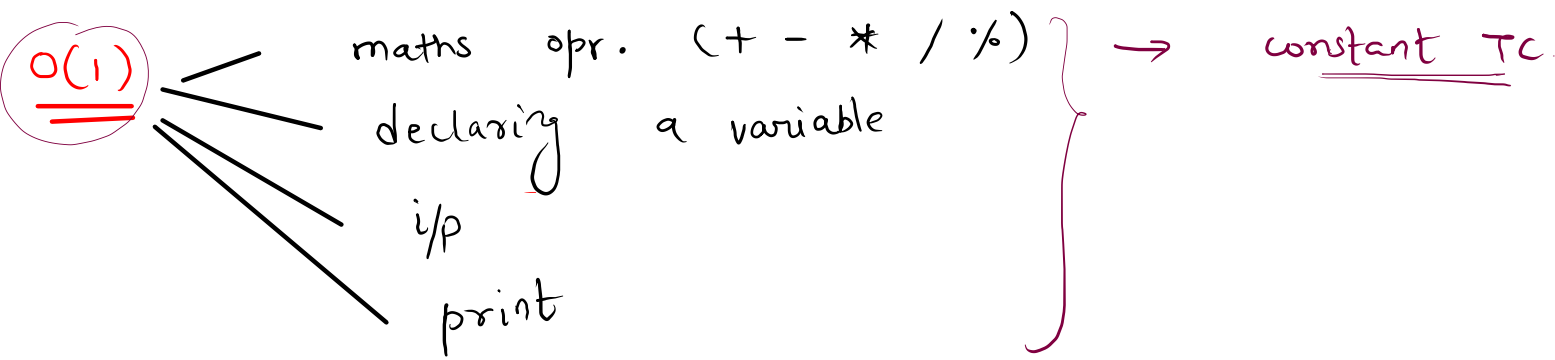 O(1) maths opr. (+ - * / %) → constant TC.
declaring a variable
i/p
print